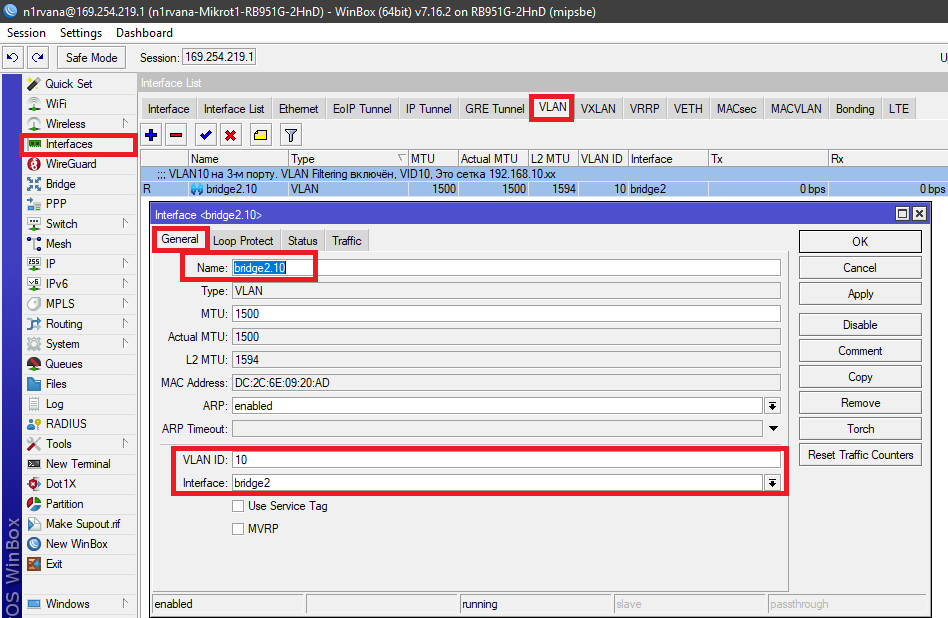 n1rvana@169.254.219.1 (n1rvana-Mikrot1-RB951G-2HnD) - WinBox (64bit) v7.16.2 on RB951G-2HnD (mipsbe)
Session Settings Dashboard
Safe Mode Session: 169.254.219.1
Quick Set
WiFi
Wireless
Interfaces
WireGuard
Bridge
PPP
Switch
Mesh
IP
IPv6
MPLS
Routing
System
Queues
Files
Log
RADIUS
Tools
New Terminal
Dot1X
Partition
Make Supout.rif
New WinBox
Exit
Windows
OS WinBox
Interface List
Interface Interface List Ethernet EoIP Tunnel IP Tunnel GRE Tunnel VLAN VXLAN VRRP VETH MACsec MACVLAN Bonding LTE
Name Type MTU Actual MTU L2 MTU VLAN ID Interface Tx Rx
;;; VLAN10 на 3-м порту. VLAN Filtering включён, VID10, Это сетка 192.168.10.xx
R bridge2.10 VLAN 1500 1500 1594 10 bridge2 0 bps 0 bps
Interface <bridge2.10>
General Loop Protect Status Traffic
Name: bridge2.10
Type: VLAN
MTU: 1500
Actual MTU: 1500
L2 MTU: 1594
MAC Address: DC:2C:6E:09:20:AD
ARP: enabled
ARP Timeout:
VLAN ID: 10
Interface: bridge2
Use Service Tag
MVRP
OK
Cancel
Apply
Disable
Comment
Copy
Remove
Torch
Reset Traffic Counters
enabled running slave passthrough